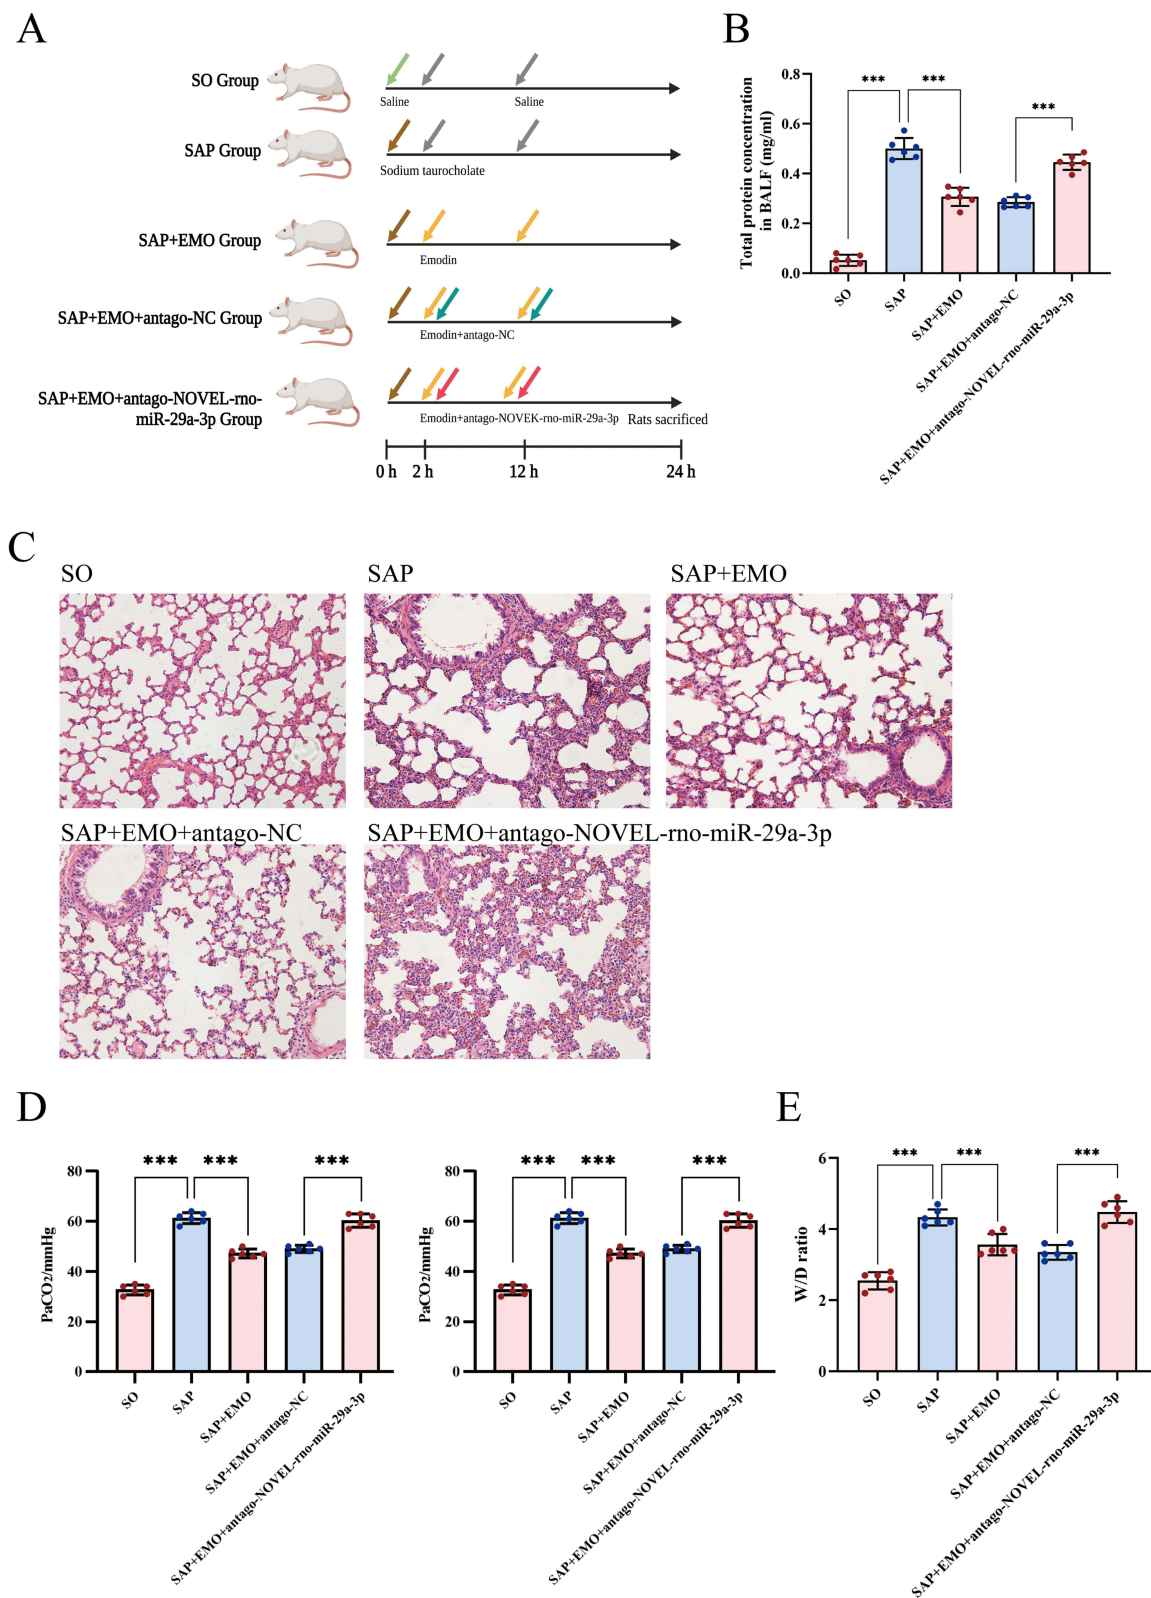 A
SO Group
Saline
Saline
SAP Group
Sodium taurocholate
SAP+EMO Group
Emodin
SAP+EMO+antago-NC Group
Emodin+antago-NC
SAP+EMO+antago-NOVEL-rno-
miR-29a-3p Group
Emodin+antago-NOVEK-rno-miR-29a-3p
Rats sacrificed
0 h
2 h
12 h
24 h
B
Total protein concentration
in BALF (mg/ml)
0.8
0.6
0.4
0.2
0.0
***
***
***
SO
SAP
SAP+EMO
SAP+EMO+antago-NC
SAP+EMO+antago-NOVEL-rno-miR-29a-3p
C
SO
SAP
SAP+EMO
SAP+EMO+antago-NC
SAP+EMO+antago-NOVEL-rno-miR-29a-3p
D
PaCO2/mmHg
80
60
40
20
0
***
***
***
SO
SAP
SAP+EMO
SAP+EMO+antago-NC
SAP+EMO+antago-NOVEL-rno-miR-29a-3p
PaCO2/mmHg
80
60
40
20
0
***
***
***
SO
SAP
SAP+EMO
SAP+EMO+antago-NC
SAP+EMO+antago-NOVEL-rno-miR-29a-3p
E
W/D ratio
6
4
2
0
***
***
***
SO
SAP
SAP+EMO
SAP+EMO+antago-NC
SAP+EMO+antago-NOVEL-rno-miR-29a-3p